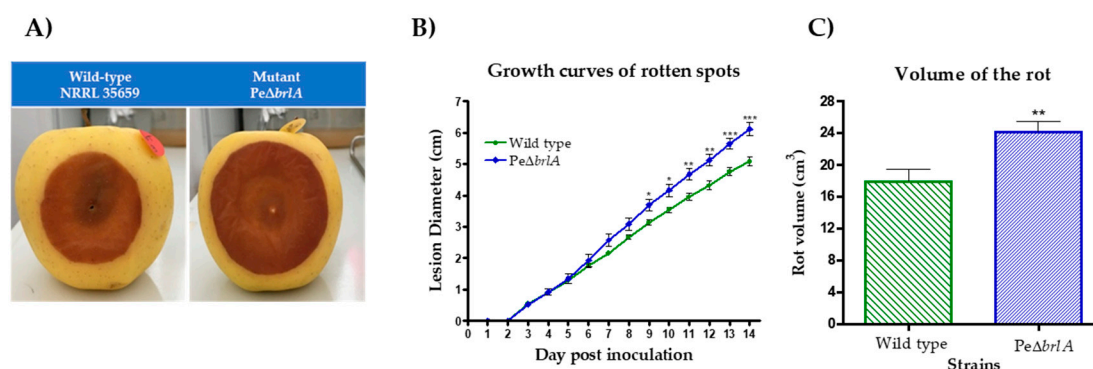 A)
Wild-type
NRRL 35659
Mutant
PeΔbrlA
B)
Growth curves of rotten spots
Lesion Diameter (cm)
7
6
5
4
3
2
1
0
Wild type
PeΔbrlA
* * ** ** *** ***
0 1 2 3 4 5 6 7 8 9 10 11 12 13 14
Day post inoculation
C)
Volume of the rot
Rot volume (cm³)
28
24
20
16
12
8
4
0
**
Wild type
PeΔbrlA
Strains